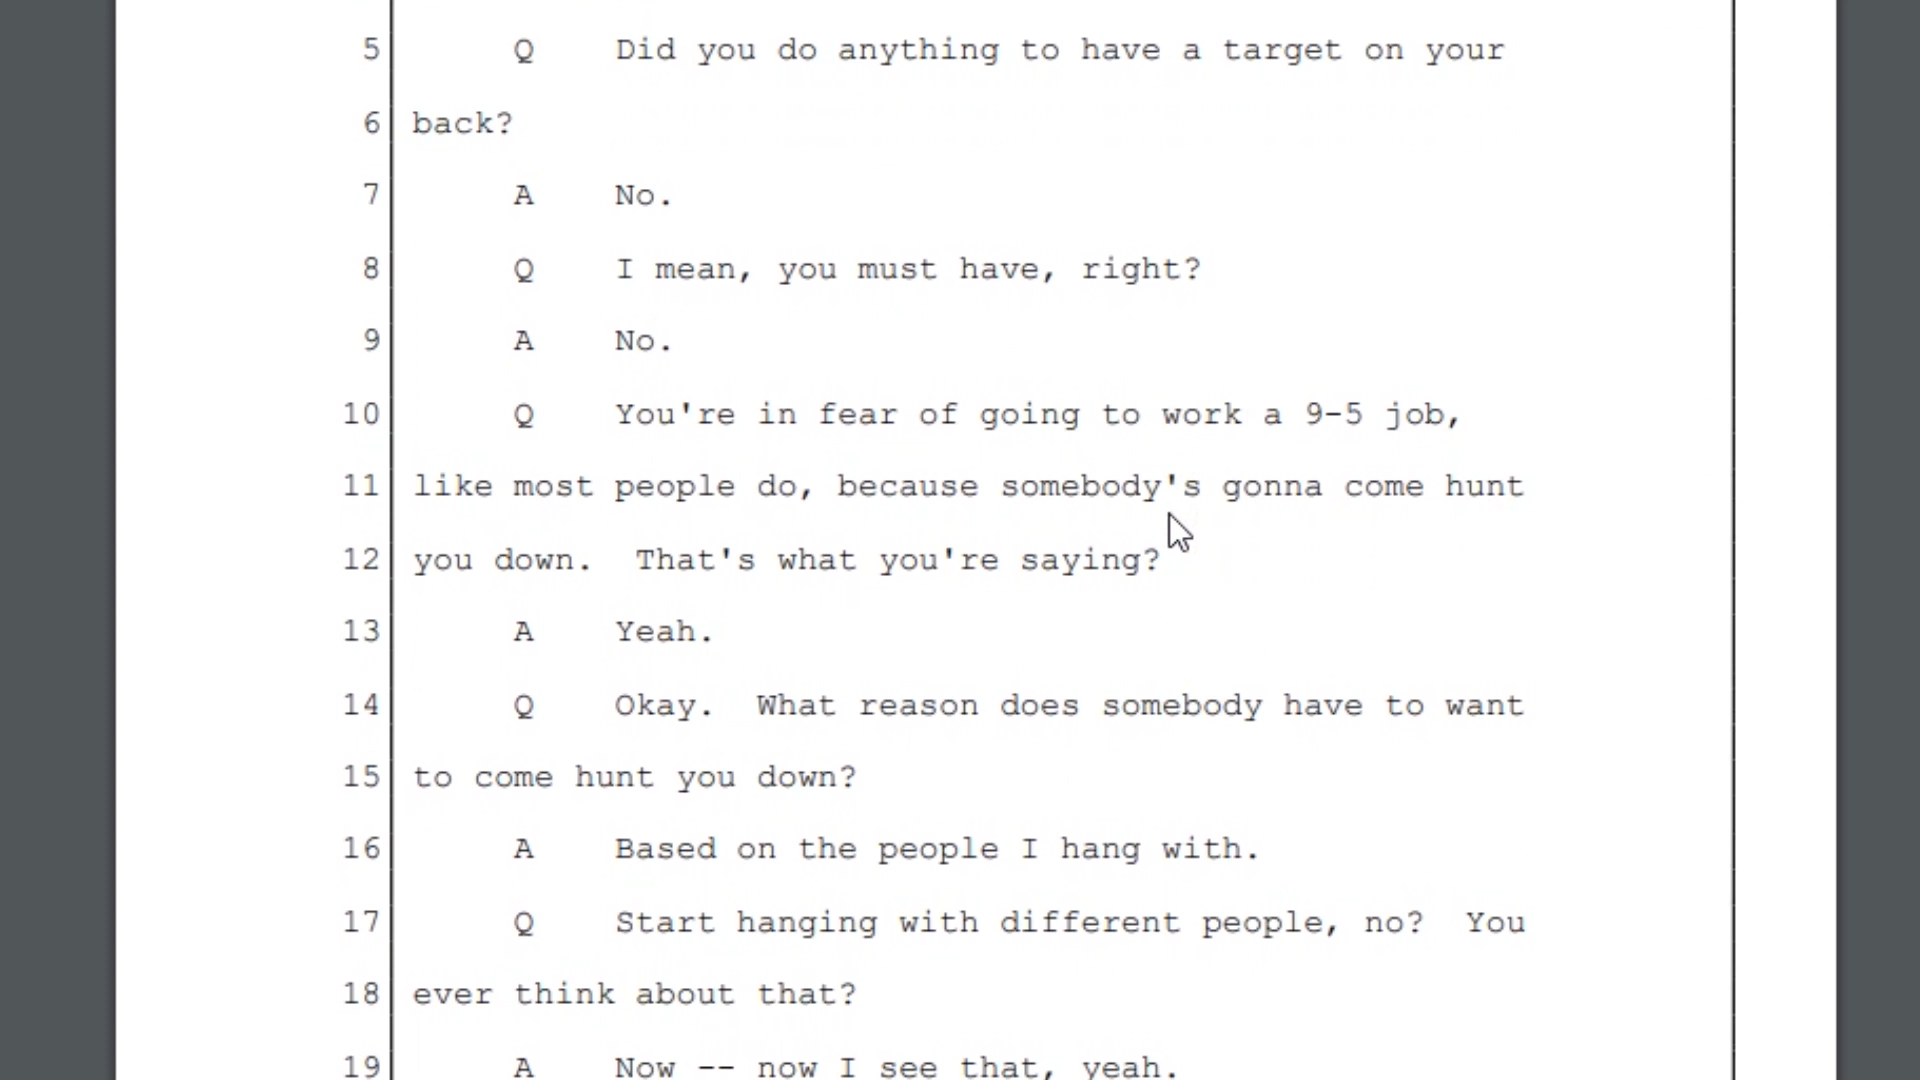 5 Q Did you do anything to have a target on your
6 back?
7 A No.
8 Q I mean, you must have, right?
9 A No.
10 Q You're in fear of going to work a 9-5 job,
11 like most people do, because somebody's gonna come hunt
12 you down. That's what you're saying?
13 A Yeah.
14 Q Okay. What reason does somebody have to want
15 to come hunt you down?
16 A Based on the people I hang with.
17 Q Start hanging with different people, no? You
18 ever think about that?
19 A Now -- now I see that, yeah.